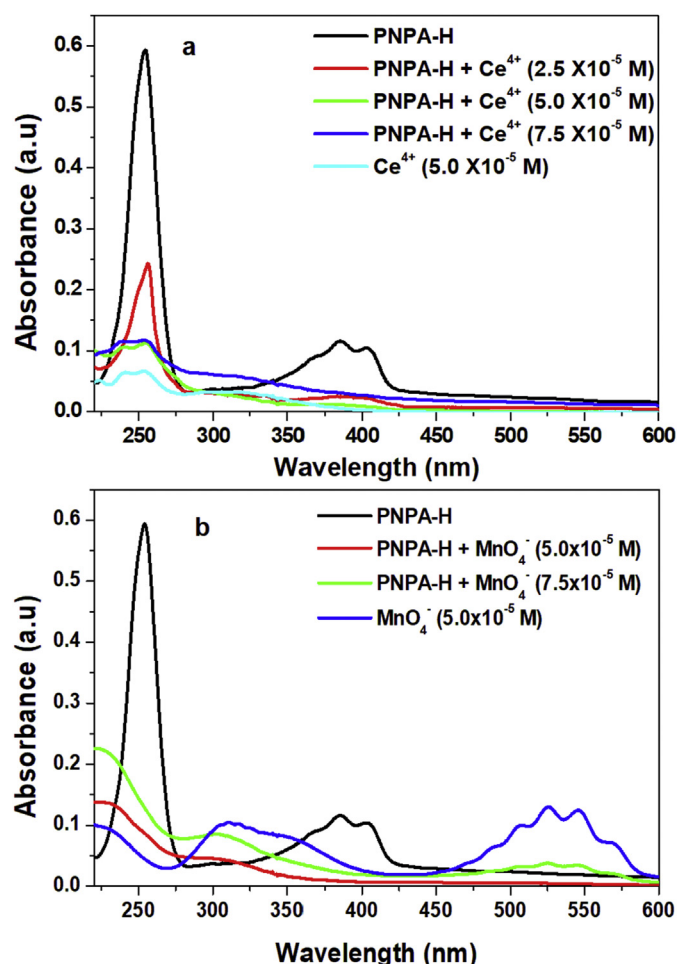 a
PNPA-H
PNPA-H + Ce⁴⁺ (2.5 X10⁻⁵ M)
PNPA-H + Ce⁴⁺ (5.0 X10⁻⁵ M)
PNPA-H + Ce⁴⁺ (7.5 X10⁻⁵ M)
Ce⁴⁺ (5.0 X10⁻⁵ M)
Absorbance (a.u)
0.6
0.5
0.4
0.3
0.2
0.1
0.0
250 300 350 400 450 500 550 600
Wavelength (nm)
b
PNPA-H
PNPA-H + MnO₄⁻ (5.0x10⁻⁵ M)
PNPA-H + MnO₄⁻ (7.5x10⁻⁵ M)
MnO₄⁻ (5.0x10⁻⁵ M)
Absorbance (a.u)
0.6
0.5
0.4
0.3
0.2
0.1
0.0
250 300 350 400 450 500 550 600
Wavelength (nm)